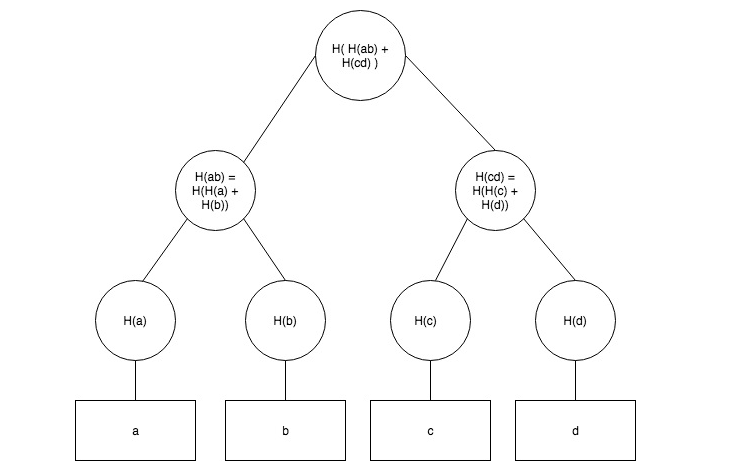 H( H(ab) +
H(cd) )
H(ab) =
H(H(a) +
H(b))
H(cd) =
H(H(c) +
H(d))
H(a)
H(b)
H(c)
H(d)
a
b
c
d